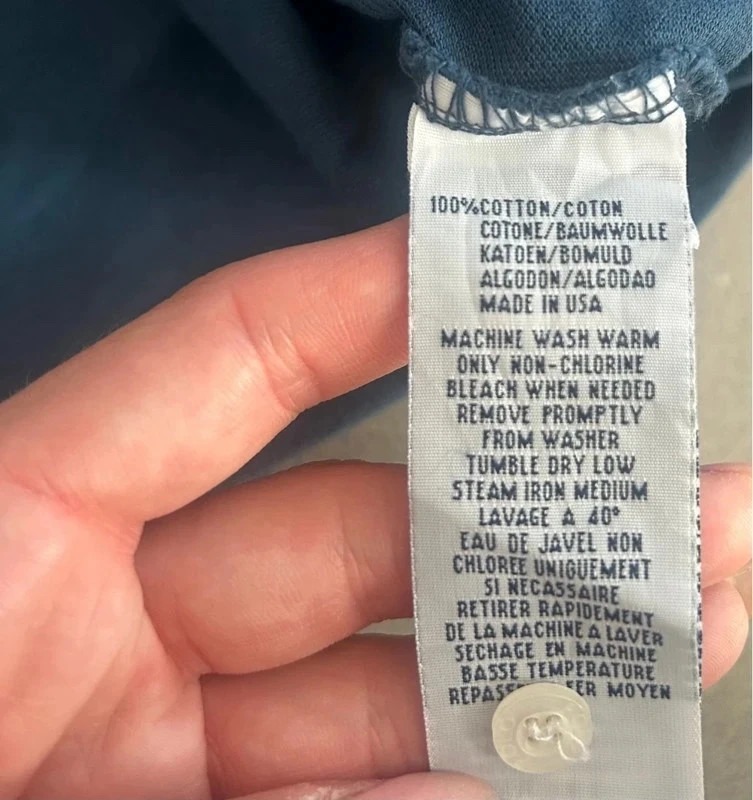 100%COTTON/COTON
COTONE/BAUMWOLLE
KATOEN/BOMULD
ALGODON/ALGODAO
MADE IN USA
MACHINE WASH WARM
ONLY NON-CHLORINE
BLEACH WHEN NEEDED
REMOVE PROMPTLY
FROM WASHER
TUMBLE DRY LOW
STEAM IRON MEDIUM
LAVAGE A 40°
EAU DE JAVEL NON
CHLOREE UNIQUEMENT
SI NECASSAIRE
RETIRER RAPIDEMENT
DE LA MACHINE A LAVER
SECHAGE EN MACHINE
BASSE TEMPERATURE
FER MOYEN